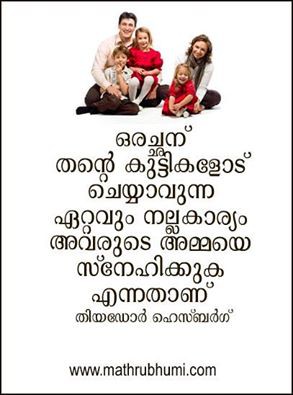 ഒരച്ഛന്
തന്റെ കുട്ടികളോട്
ചെയ്യാവുന്ന
ഏറ്റവും നല്ലകാര്യം
അവരുടെ അമ്മയെ
സ്നേഹിക്കുക
എന്നതാണ്
തിയഡോർ ഹെസ്ബർഗ്
www.mathrubhumi.com